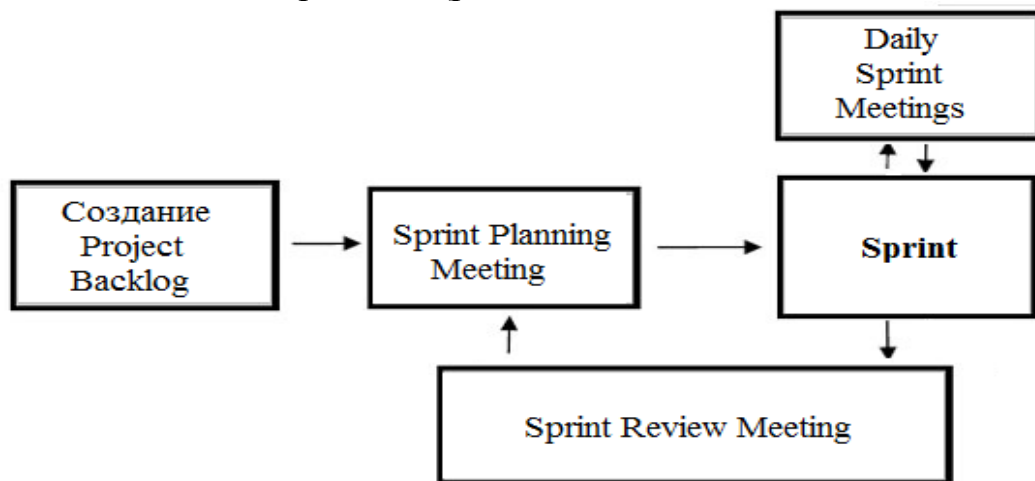 Создание
Project
Backlog
Sprint Planning
Meeting
Daily
Sprint
Meetings
Sprint
Sprint Review Meeting